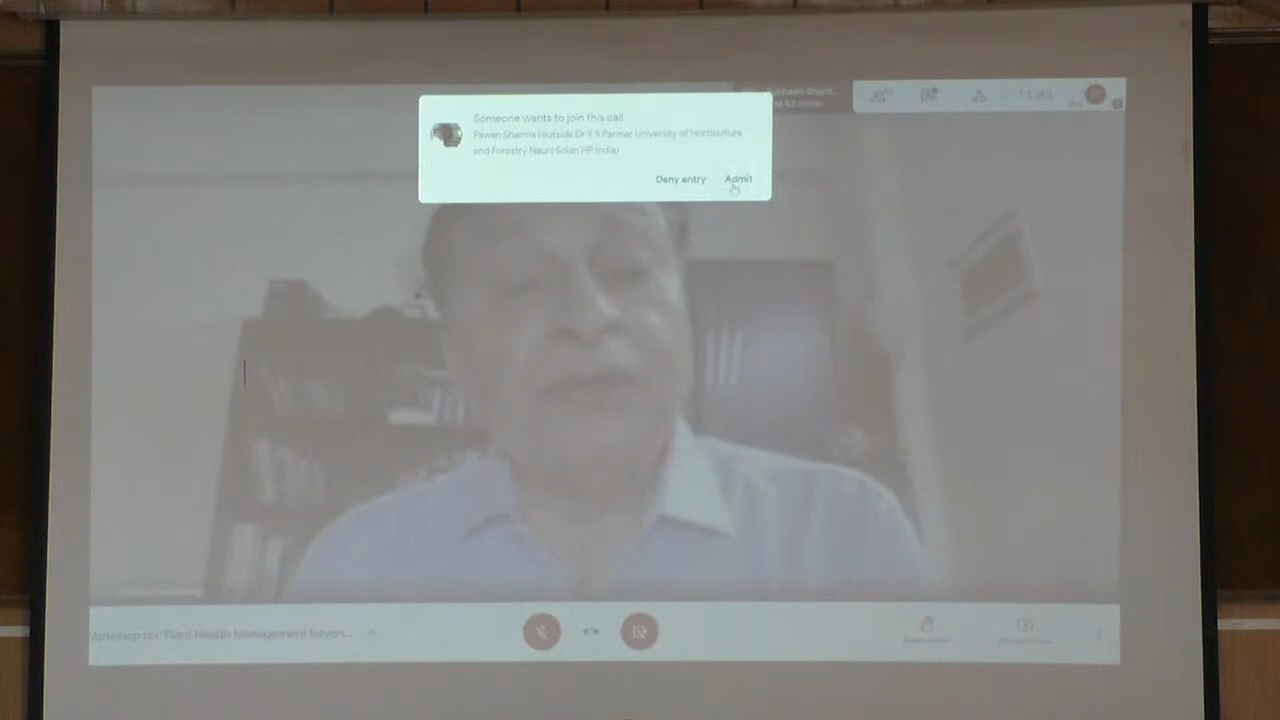 Someone wants to join this call
Pawan Sharma (outside Dr Y S Parmar University of Horticulture
and Forestry Nauni Solan HP India)
Deny entry Admit
Workshop on "Plant Health Management beyon...